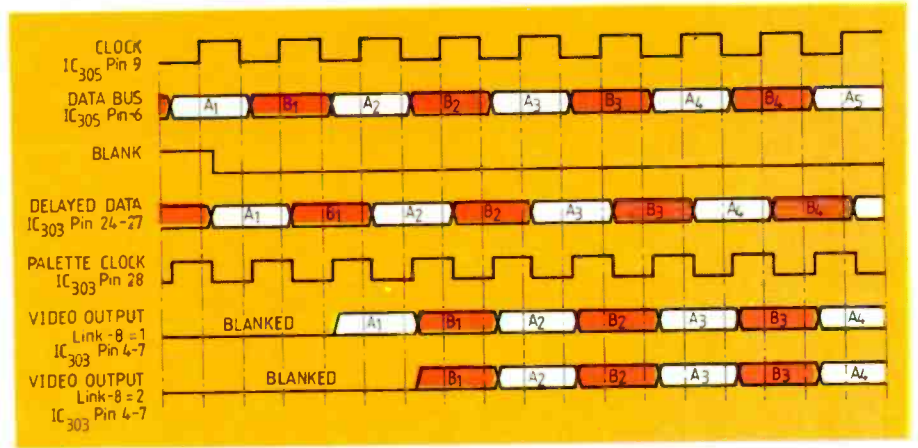 CLOCK
IC305 Pin 9
DATA BUS
IC305 Pin-6
A1 B1 A2 B2 A3 B3 A4 B4 A5
BLANK
DELAYED DATA
IC303 Pin 24-27
A1 B1 A2 B2 A3 B3 A4 B4
PALETTE CLOCK
IC303 Pin 28
VIDEO OUTPUT
Link-8 = 1
IC303 Pin 4-7
BLANKED A1 B1 A2 B2 A3 B3 A4
VIDEO OUTPUT
Link-8 = 2
IC303 Pin 4-7
BLANKED B1 A2 B2 A3 B3 A4